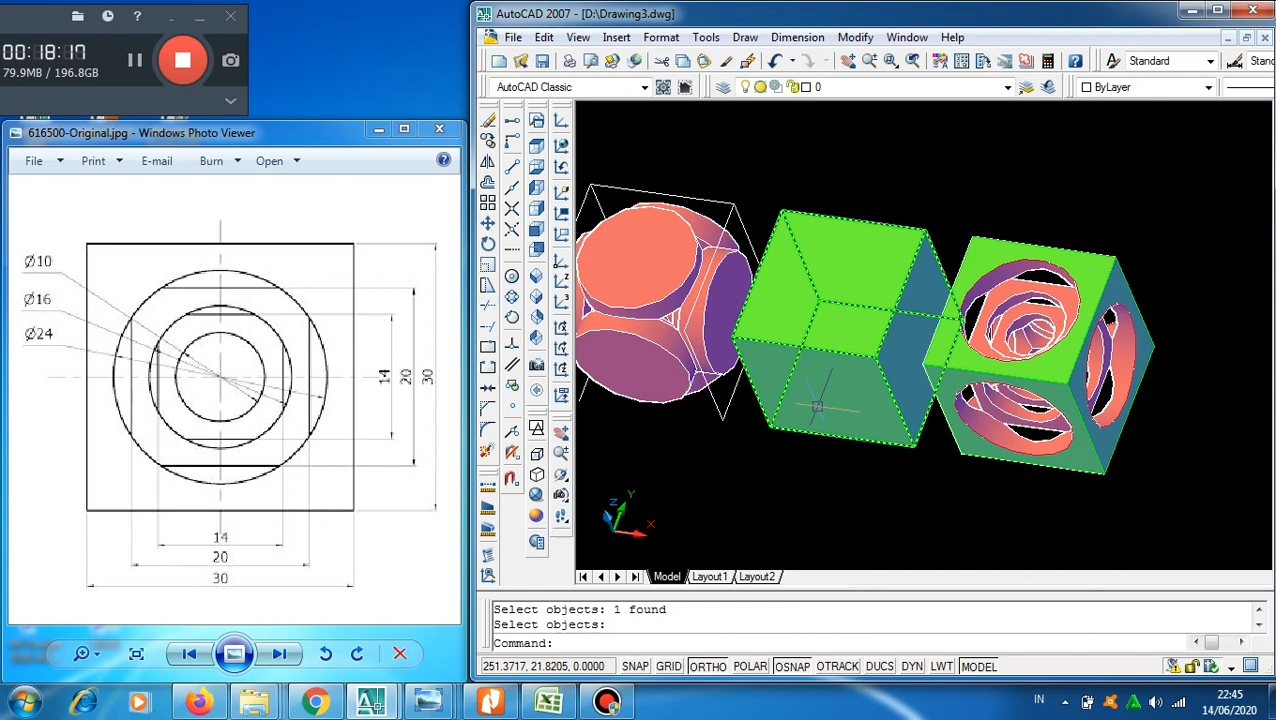 00:18:17
79.9MB / 196.8GB
616500-Original.jpg - Windows Photo Viewer
File Print E-mail Burn Open
Ø10
Ø16
Ø24
14
20
30
14
20
30
AutoCAD 2007 - [D:\Drawing3.dwg]
File Edit View Insert Format Tools Draw Dimension Modify Window Help
Standard
AutoCAD Classic
0
ByLayer
Z
Y
X
Model Layout1 Layout2
Select objects: 1 found
Select objects:
Command:
251.3717, 21.8205, 0.0000 SNAP GRID ORTHO POLAR OSNAP OTRACK DUCS DYN LWT MODEL
IN
22:45
14/06/2020